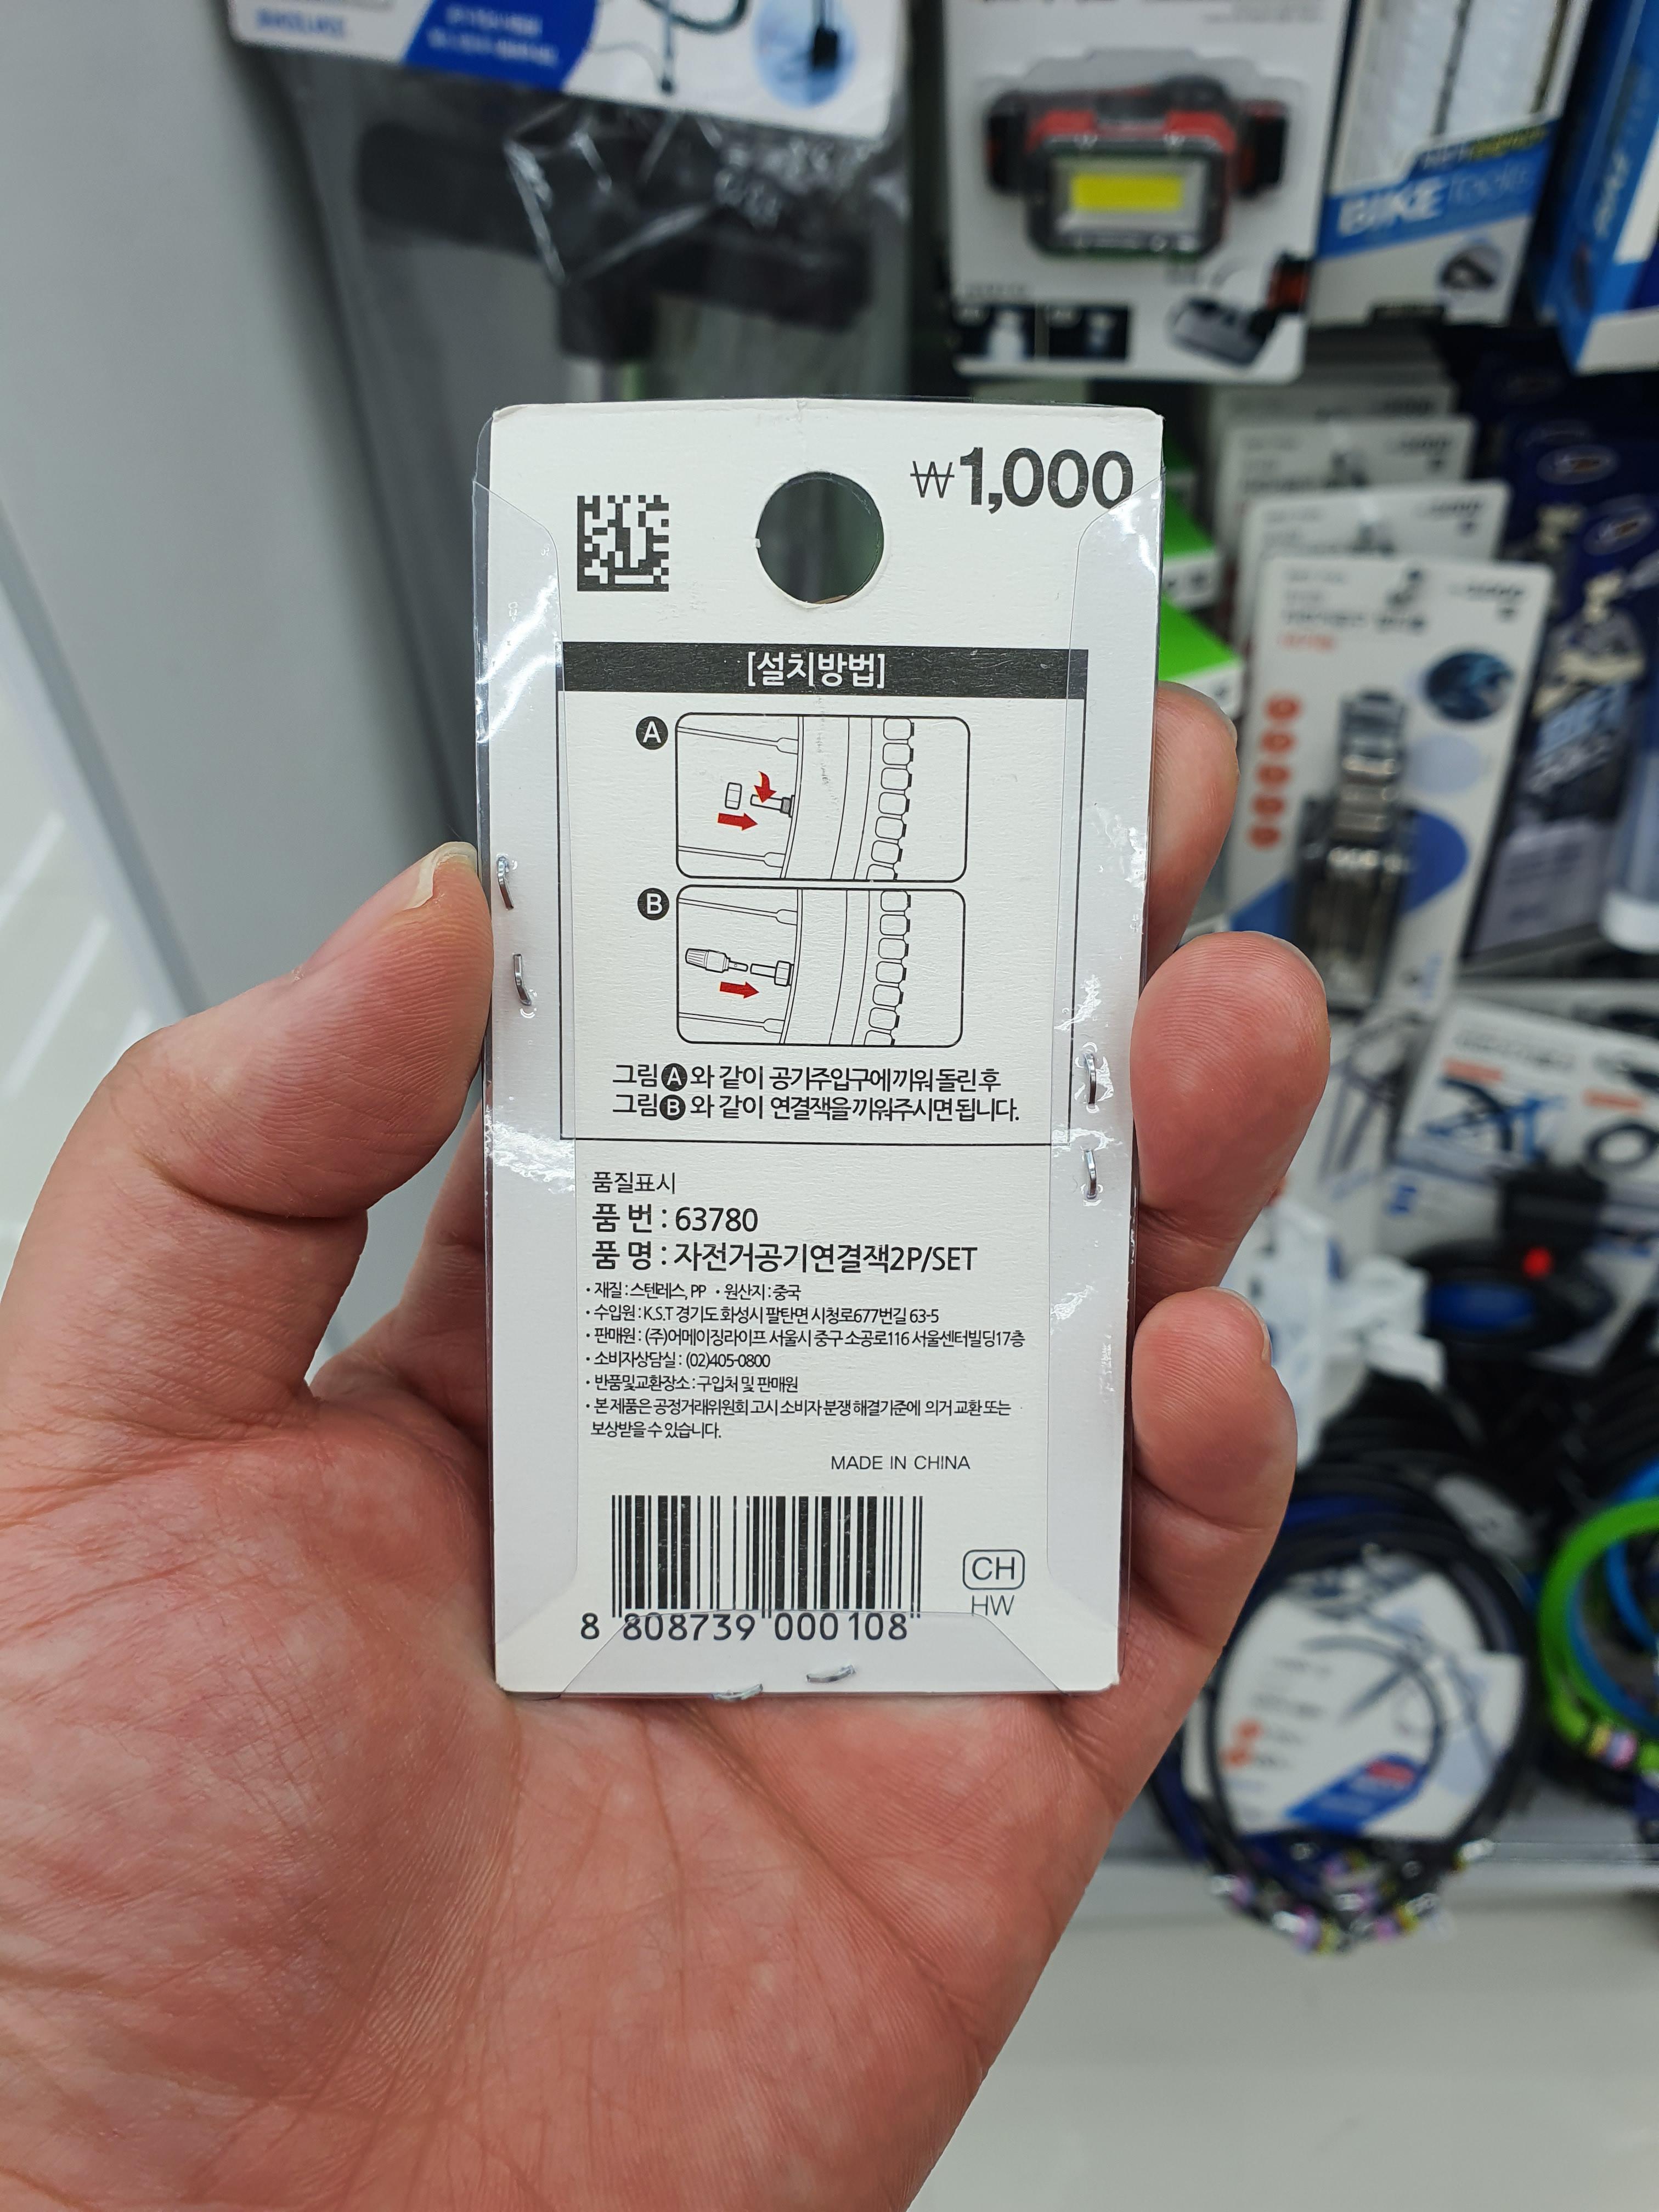 BIKE Tools
₩1,000
[설치방법]
A
B
그림 A 와 같이 공기주입구에 끼워 돌린 후
그림 B 와 같이 연결잭을 끼워주시면 됩니다.
품질표시
품 번 : 63780
품 명 : 자전거공기연결잭2P/SET
• 재질 : 스텐레스, PP • 원산지 : 중국
• 수입원 : K.S.T 경기도 화성시 팔탄면 시청로677번길 63-5
• 판매원 : (주)어메이징라이프 서울시 중구 소공로116 서울센터빌딩17층
• 소비자상담실 : (02)405-0800
• 반품및교환장소 : 구입처 및 판매원
• 본 제품은 공정거래위원회 고시 소비자 분쟁 해결기준에 의거 교환 또는
보상받을 수 있습니다.
MADE IN CHINA
CH
HW
8 808739 000108